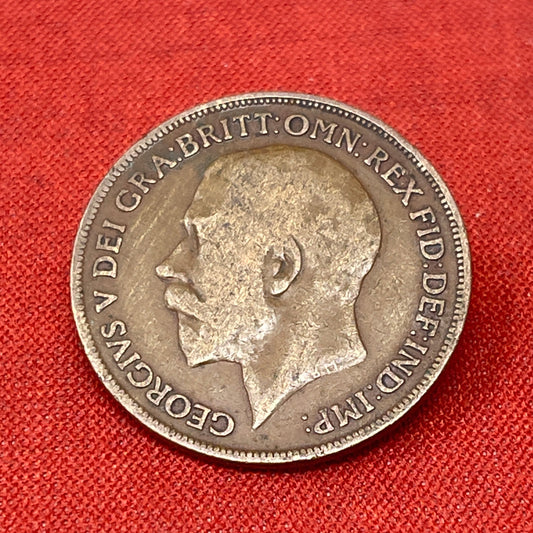 GEORGIVS V DEI GRA:BRITT:OMN:REX FID:DEF:IND:IMP: